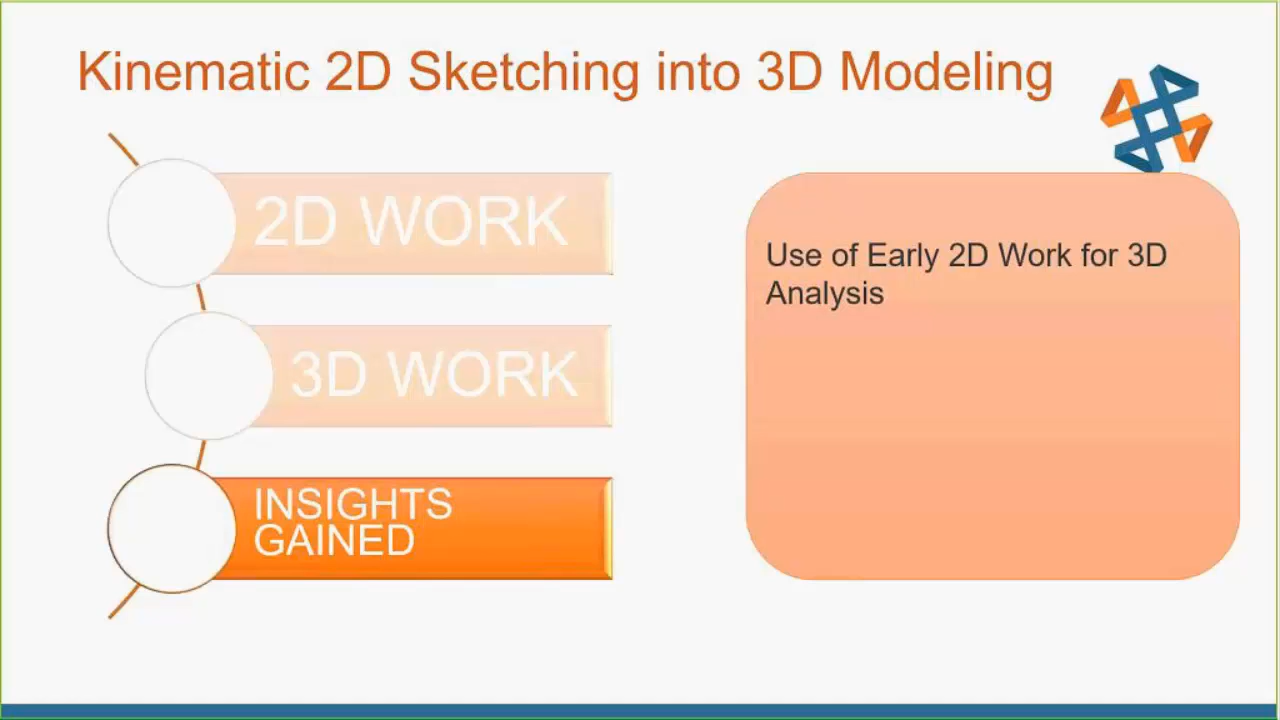 Kinematic 2D Sketching into 3D Modeling
2D WORK
3D WORK
INSIGHTS
GAINED
Use of Early 2D Work for 3D
Analysis